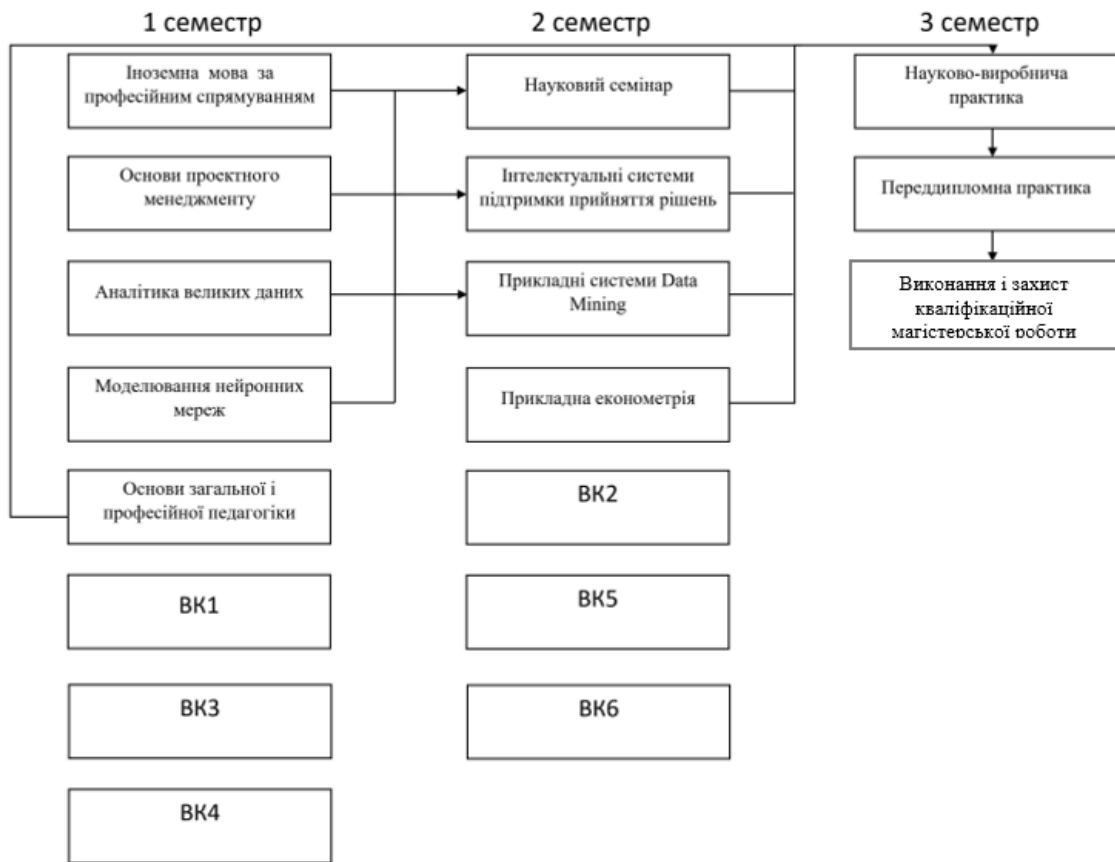 1 семестр
2 семестр
3 семестр
Іноземна мова за
професійним спрямуванням
Науковий семінар
Науково-виробнича
практика
Основи проектного
менеджменту
Інтелектуальні системи
підтримки прийняття рішень
Переддипломна практика
Аналітика великих даних
Прикладні системи Data
Mining
Виконання і захист
кваліфікаційної
магістерської роботи
Моделювання нейронних
мереж
Прикладна економетрія
Основи загальної і
професійної педагогіки
ВК2
ВК1
ВК5
ВК3
ВК6
ВК4